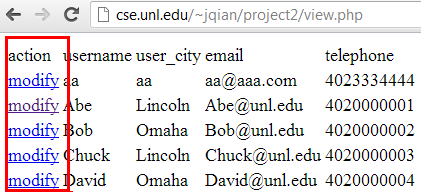 cse.unl.edu/~jqian/project2/view.php
action username user_city email telephone
modify aa aa aa@aaa.com 4023334444
modify Abe Lincoln Abe@unl.edu 4020000001
modify Bob Omaha Bob@unl.edu 4020000002
modify Chuck Lincoln Chuck@unl.edu 4020000003
modify David Omaha David@unl.edu 4020000004